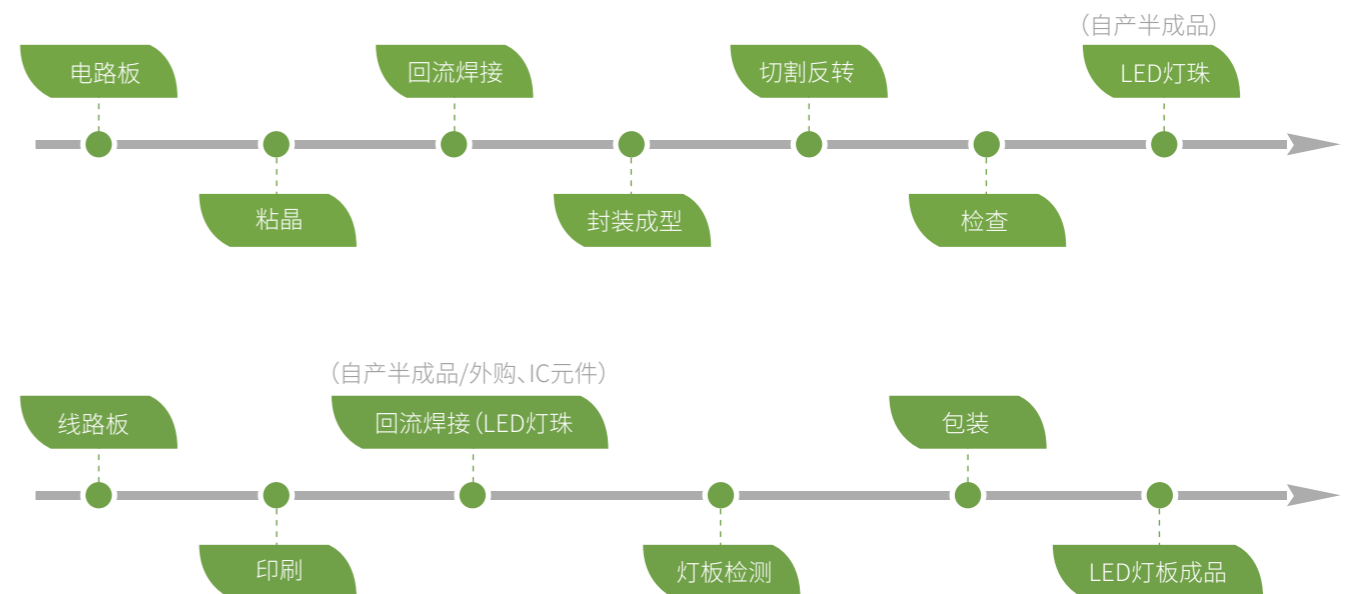 (自产半成品)
电路板
回流焊接
切割反转
LED灯珠
粘晶
封装成型
检查
(自产半成品/外购、IC元件)
线路板
回流焊接(LED灯珠
包装
印刷
灯板检测
LED灯板成品